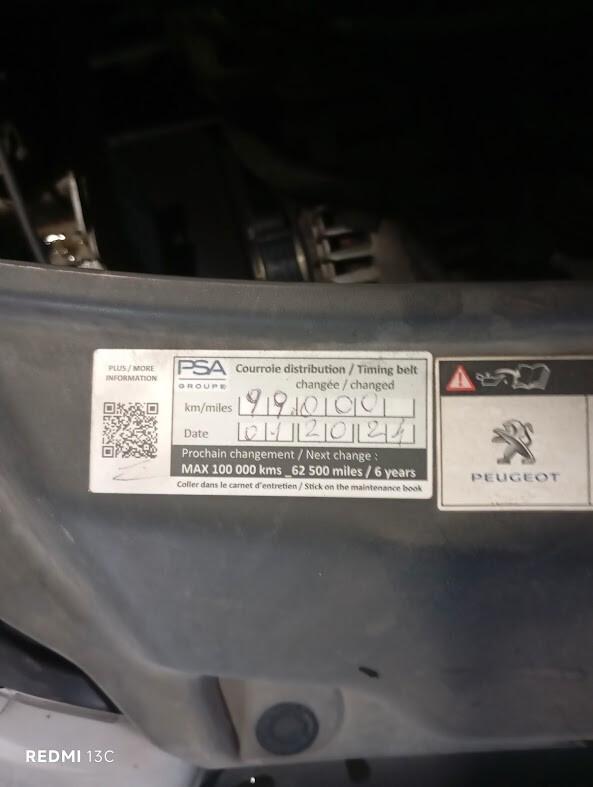 PLUS / MORE
INFORMATION
PSA
GROUPE
Courroie distribution / Timing belt
changée / changed
km/miles 99.000
Date 01 2024
Prochain changement / Next change :
MAX 100 000 kms _62 500 miles / 6 years
Coller dans le carnet d'entretien / Stick on the maintenance book
PEUGEOT
REDMI 13C